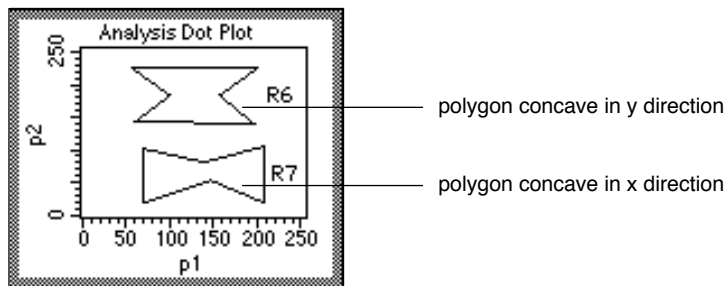 Analysis Dot Plot
250
p2
0
R6
R7
0 50 100 150 200 250
p1
polygon concave in y direction
polygon concave in x direction